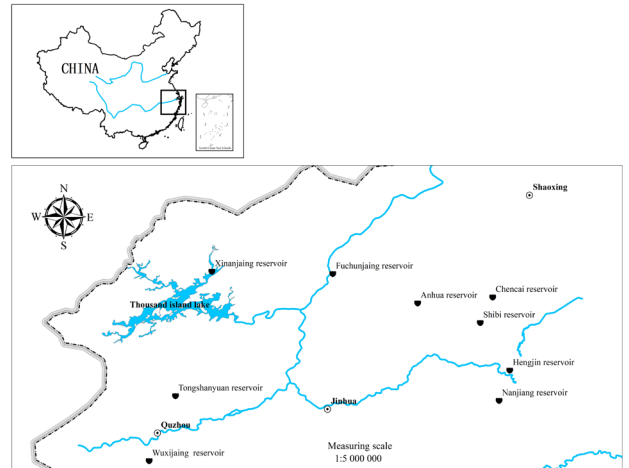 CHINA
N
Shaoxing
W
E
S
Xinanjaing reservoir
Fuchunjaing reservoir
Chencai reservoir
Anhua reservoir
Thousand island lake
Shibi reservoir
Hengjin reservoir
Tongshanyuan reservoir
Nanjiang reservoir
Jinhua
Quzhou
Measuring scale
Wuxijaing reservoir
1:5 000 000